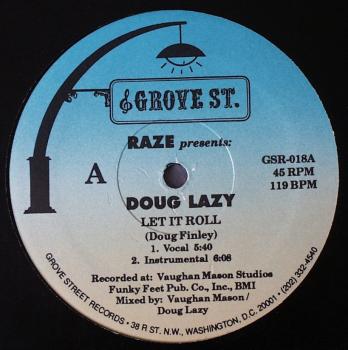 GROVE ST.
RAZE presents:
A
GSR-018A
45 RPM
119 BPM
DOUG LAZY
LET IT ROLL
(Doug Finley)
1. Vocal 5:40
2. Instrumental 6:08
Recorded at: Vaughan Mason Studios
Funky Feet Pub. Co., Inc., BMI
Mixed by: Vaughan Mason/
Doug Lazy
GROVE STREET RECORDS • 38 R ST. N.W., WASHINGTON, D.C. 20001 • (202) 332-4540